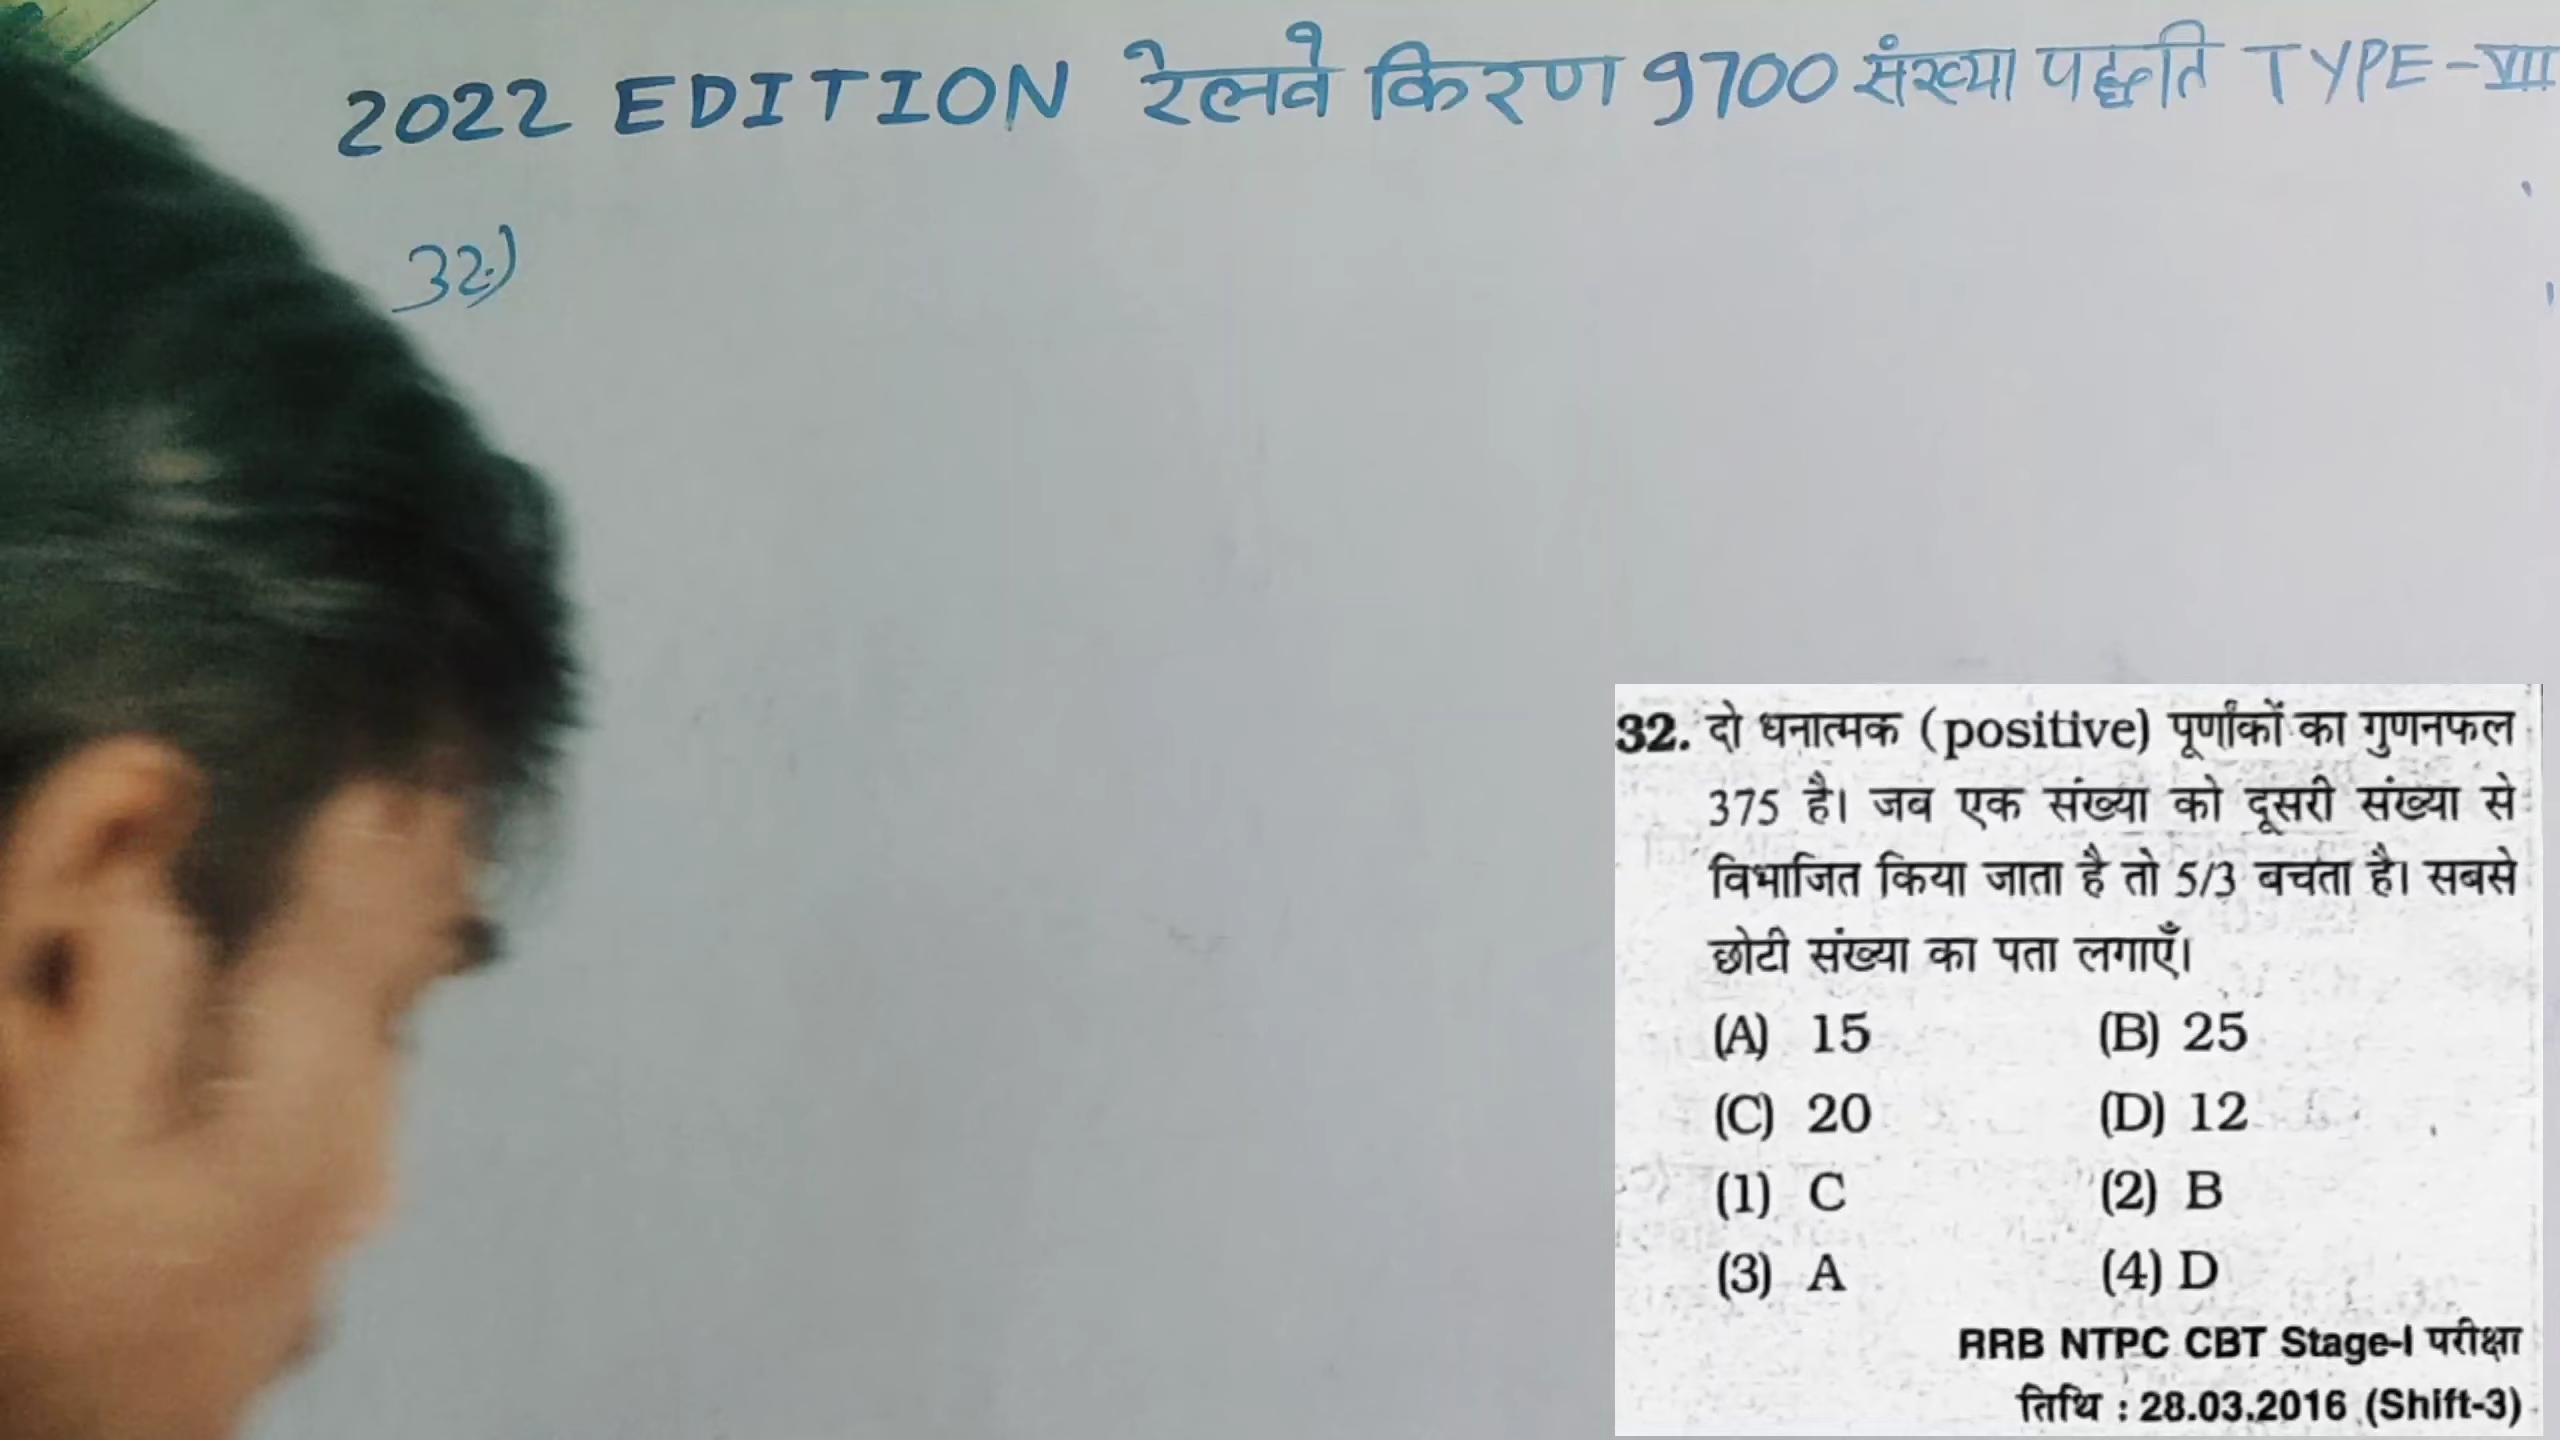 2022 EDITION रेलवे किरण 9700 संख्या पद्धति TYPE-VII
32.)
32. दो धनात्मक (positive) पूर्णांकों का गुणनफल
375 है। जब एक संख्या को दूसरी संख्या से
विभाजित किया जाता है तो 5/3 बचता है। सबसे
छोटी संख्या का पता लगाएँ।
(A) 15 (B) 25
(C) 20 (D) 12
(1) C (2) B
(3) A (4) D
RRB NTPC CBT Stage-I परीक्षा
तिथि : 28.03.2016 (Shift-3)